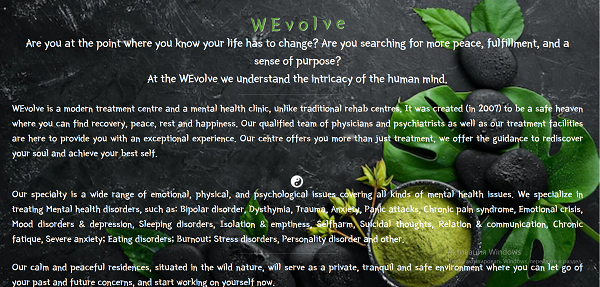 WEvolve
Are you at the point where you know your life has to change? Are you searching for more peace, fulfillment, and a
sense of purpose?
At the WEvolve we understand the intricacy of the human mind.
WEvolve is a modern treatment centre and a mental health clinic, unlike traditional rehab centres. It was created (in 2007) to be a safe heaven
where you can find recovery, peace, rest and happiness. Our qualified team of physicians and psychiatrists as well as our treatment facilities
are here to provide you with an exceptional experience. Our centre offers you more than just treatment, we offer the guidance to rediscover
your soul and achieve your best self.
Our specialty is a wide range of emotional, physical, and psychological issues covering all kinds of mental health issues. We specialize in
treating Mental health disorders, such as: Bipolar disorder, Dysthymia, Trauma, Anxiety, Panic attacks, Chronic pain syndrome, Emotional crisis,
Mood disorders & depression, Sleeping disorders, Isolation & emptiness, Selfharm, Suicidal thoughts, Relation & communication, Chronic
fatique, Severe anxiety; Eating disorders; Burnout; Stress disorders, Personality disorder and other.
Windows
Our calm and peaceful residences, situated in the wild nature, will serve as a private, tranquil and safe environment where you can let go of
your past and future concerns, and start working on yourself now.